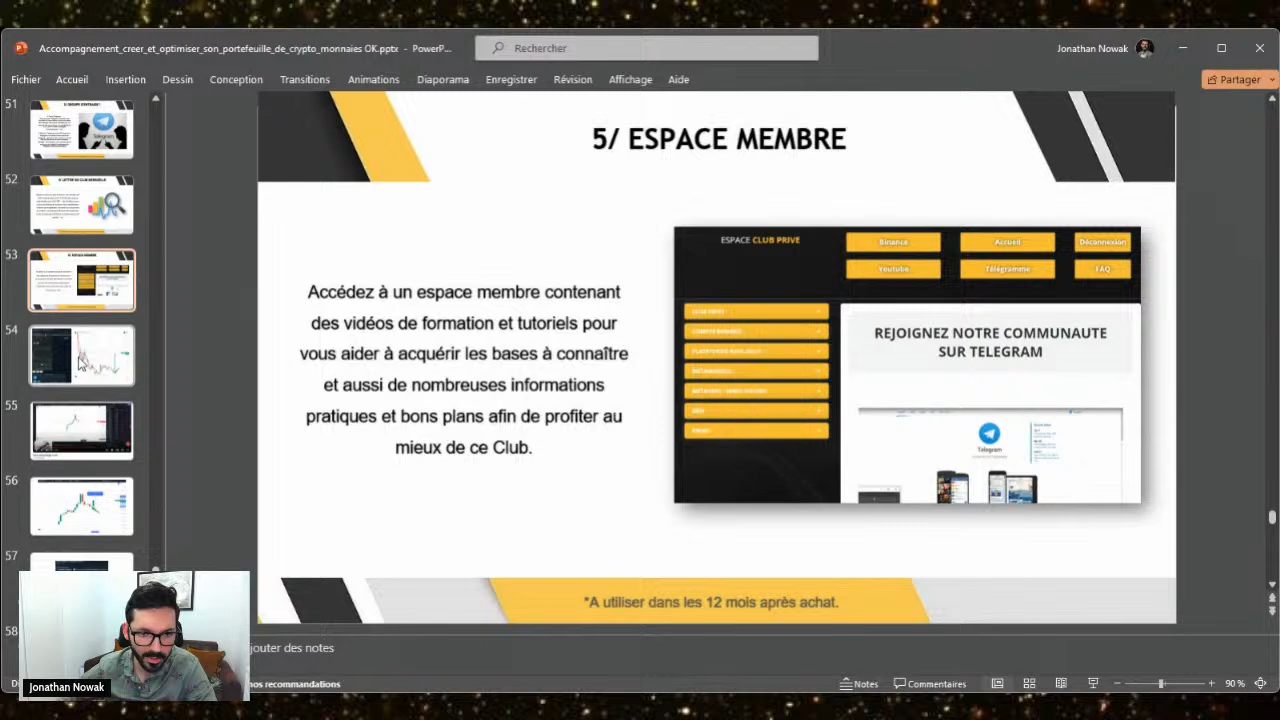 Accompagnement_creer_et_optimiser_son_portefeuille_de_crypto_monnaies OK.pptx - PowerP...
Rechercher
Jonathan Nowak
Fichier Accueil Insertion Dessin Conception Transitions Animations Diaporama Enregistrer Révision Affichage Aide
Partager
51
52
53
54
55
56
57
58
5/ ESPACE MEMBRE
Accédez à un espace membre contenant
des vidéos de formation et tutoriels pour
vous aider à acquérir les bases à connaître
et aussi de nombreuses informations
pratiques et bons plans afin de profiter au
mieux de ce Club.
ESPACE CLUB PRIVE
Binance Accueil Déconnexion
Youtube Télégramme FAQ
REJOIGNEZ NOTRE COMMUNAUTE
SUR TELEGRAM
Telegram
*A utiliser dans les 12 mois après achat.
jouter des notes
Jonathan Nowak
nos recommandations
Notes Commentaires 90 %